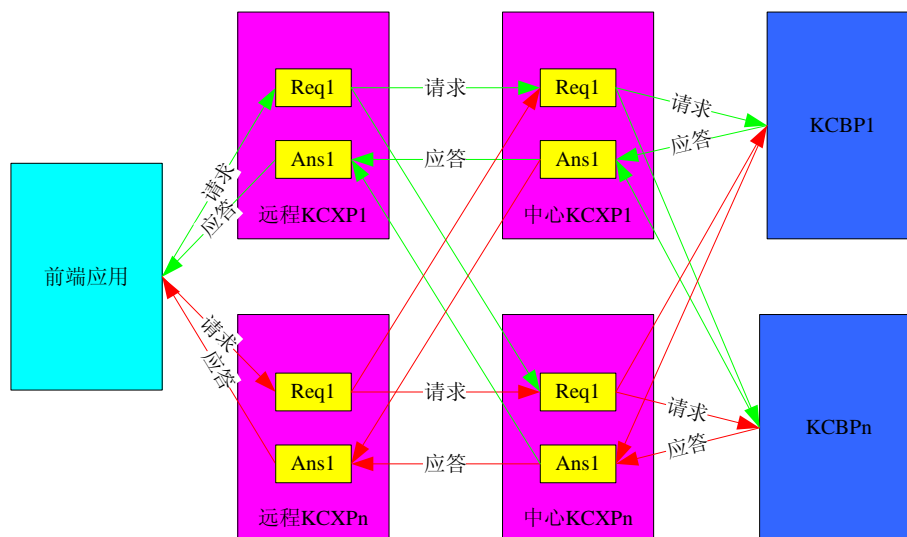 Req1
请求
Req1
请求
KCBP1
Ans1
应答
Ans1
应答
请求
应答
远程KCXP1
中心KCXP1
前端应用
请求
应答
Req1
请求
Req1
请求
KCBPn
Ans1
应答
Ans1
应答
远程KCXPn
中心KCXPn